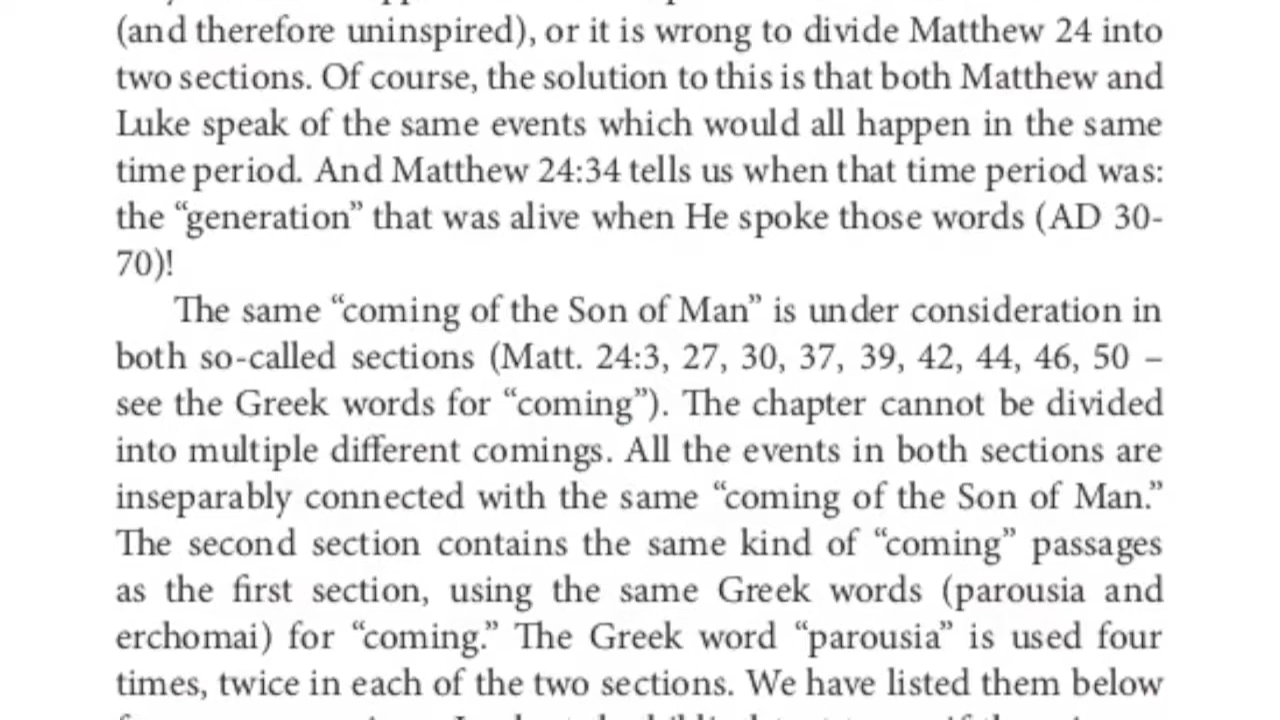 (and therefore uninspired), or it is wrong to divide Matthew 24 into
two sections. Of course, the solution to this is that both Matthew and
Luke speak of the same events which would all happen in the same
time period. And Matthew 24:34 tells us when that time period was:
the “generation” that was alive when He spoke those words (AD 30-
70)!
The same “coming of the Son of Man” is under consideration in
both so-called sections (Matt. 24:3, 27, 30, 37, 39, 42, 44, 46, 50 –
see the Greek words for “coming”). The chapter cannot be divided
into multiple different comings. All the events in both sections are
inseparably connected with the same “coming of the Son of Man.”
The second section contains the same kind of “coming” passages
as the first section, using the same Greek words (parousia and
erchomai) for “coming.” The Greek word “parousia” is used four
times, twice in each of the two sections. We have listed them below